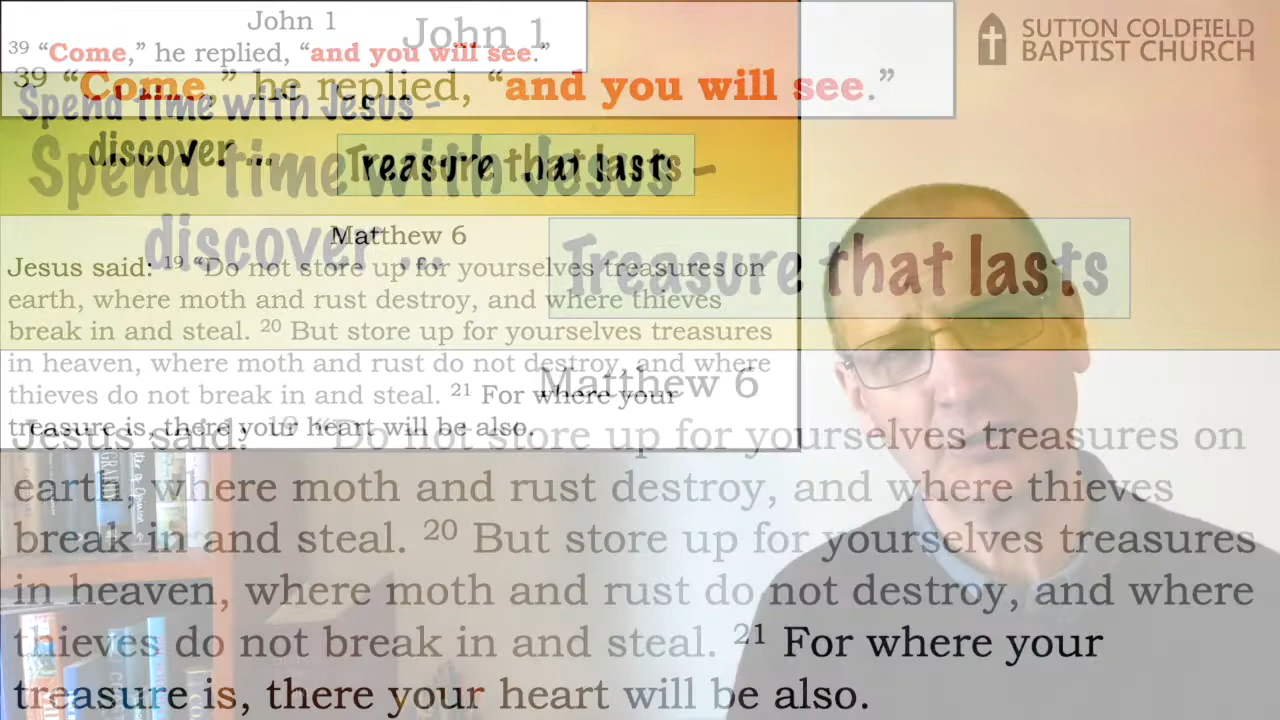 John 1
39 “Come,” he replied, “and you will see.”
Spend time with Jesus -
discover ...
Treasure that lasts
Matthew 6
Jesus said: 19 “Do not store up for yourselves treasures on
earth, where moth and rust destroy, and where thieves
break in and steal. 20 But store up for yourselves treasures
in heaven, where moth and rust do not destroy, and where
thieves do not break in and steal. 21 For where your
treasure is, there your heart will be also.
SUTTON COLDFIELD
BAPTIST CHURCH
John 1
39 “Come,” he replied, “and you will see.”
Spend time with Jesus -
discover ...
Treasure that lasts
Matthew 6
Jesus said: 19 “Do not store up for yourselves treasures on
earth, where moth and rust destroy, and where thieves
break in and steal. 20 But store up for yourselves treasures
in heaven, where moth and rust do not destroy, and where
thieves do not break in and steal. 21 For where your
treasure is, there your heart will be also.